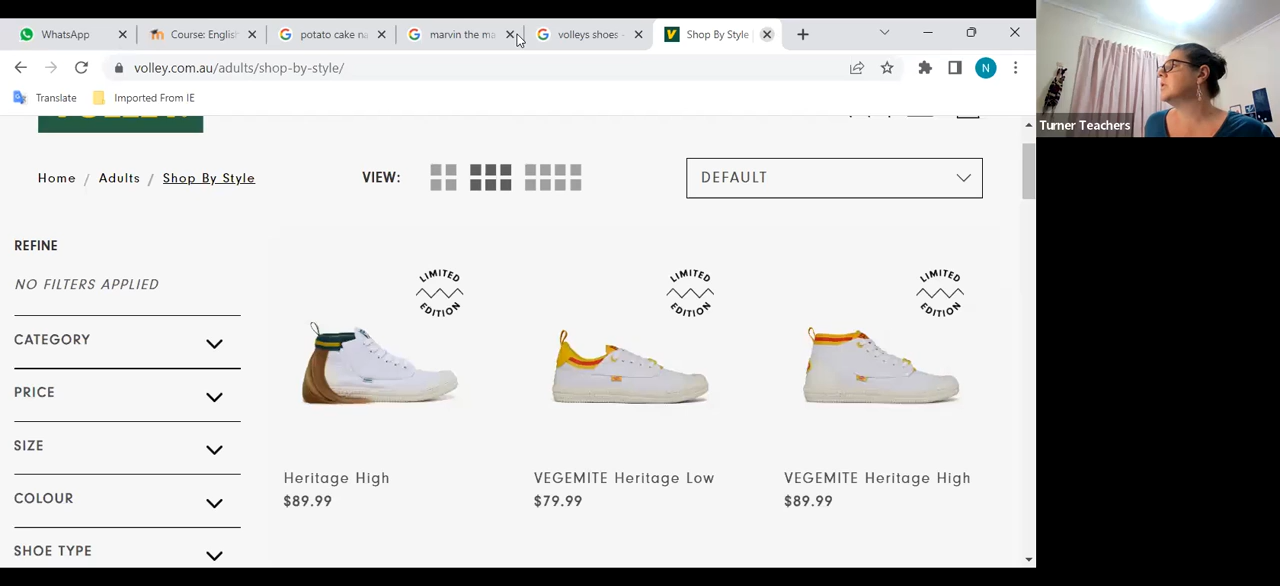 WhatsApp
Course: English
potato cake na
marvin the ma
volleys shoes -
Shop By Style
volley.com.au/adults/shop-by-style/
N
Translate
Imported From IE
Turner Teachers
Home / Adults / Shop By Style
VIEW:
DEFAULT
REFINE
NO FILTERS APPLIED
CATEGORY
PRICE
SIZE
COLOUR
SHOE TYPE
LIMITED
EDITION
LIMITED
EDITION
LIMITED
EDITION
Heritage High
$89.99
VEGEMITE Heritage Low
$79.99
VEGEMITE Heritage High
$89.99